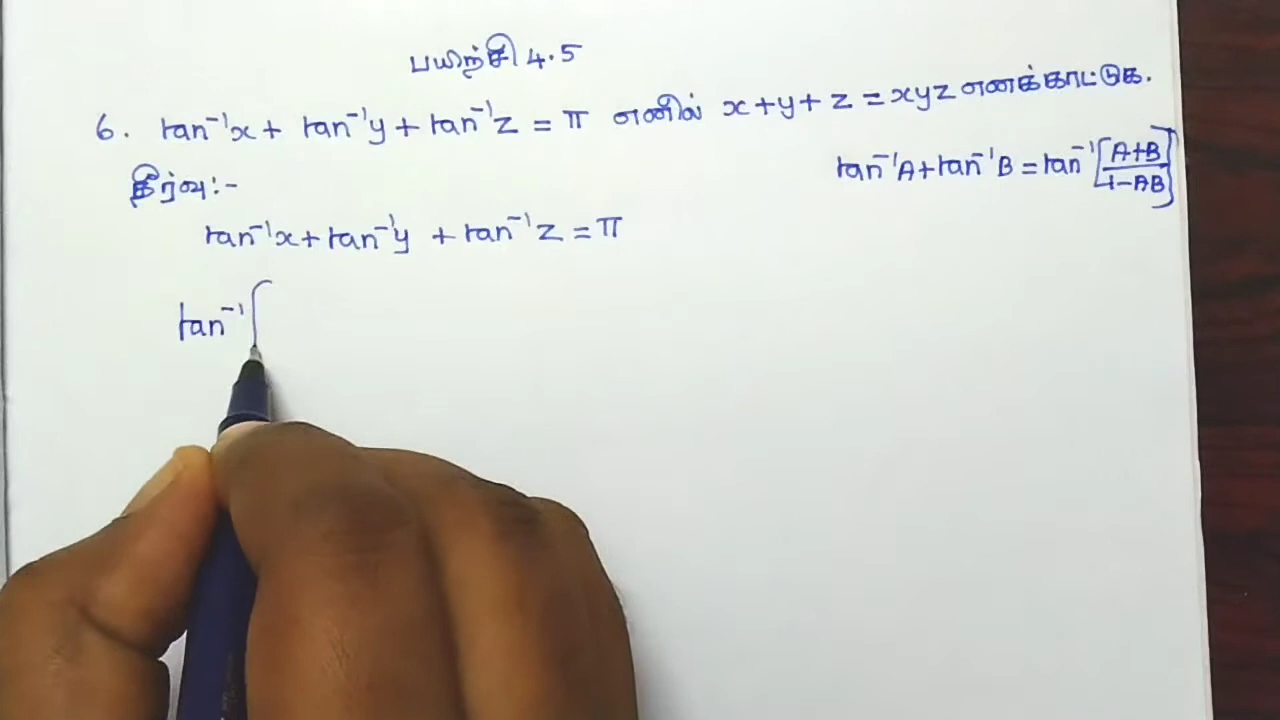 பயிற்சி 4.5
6. tan⁻¹x + tan⁻¹y + tan⁻¹z = π எனில் x+y+z = xyz எனக்காட்டுக.
tan⁻¹A + tan⁻¹B = tan⁻¹[A+B/1-AB]
தீர்வு:-
tan⁻¹x + tan⁻¹y + tan⁻¹z = π
tan⁻¹[